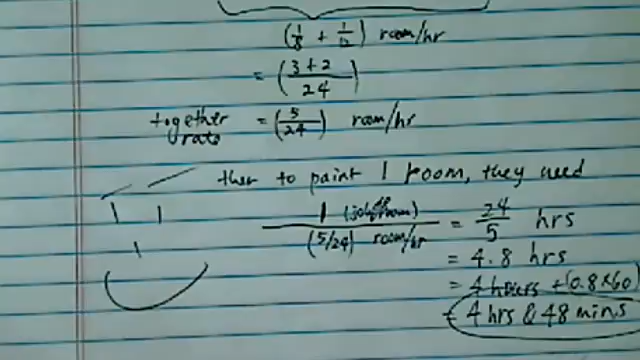 (1/8 + 1/12) room/hr
= (3+2/24)
together rate = (5/24) room/hr
then to paint 1 room, they need
1 (job room) / (5/24) room/hr = 24/5 hrs
= 4.8 hrs
= 4 hours + (0.8×60)
= 4 hrs & 48 mins